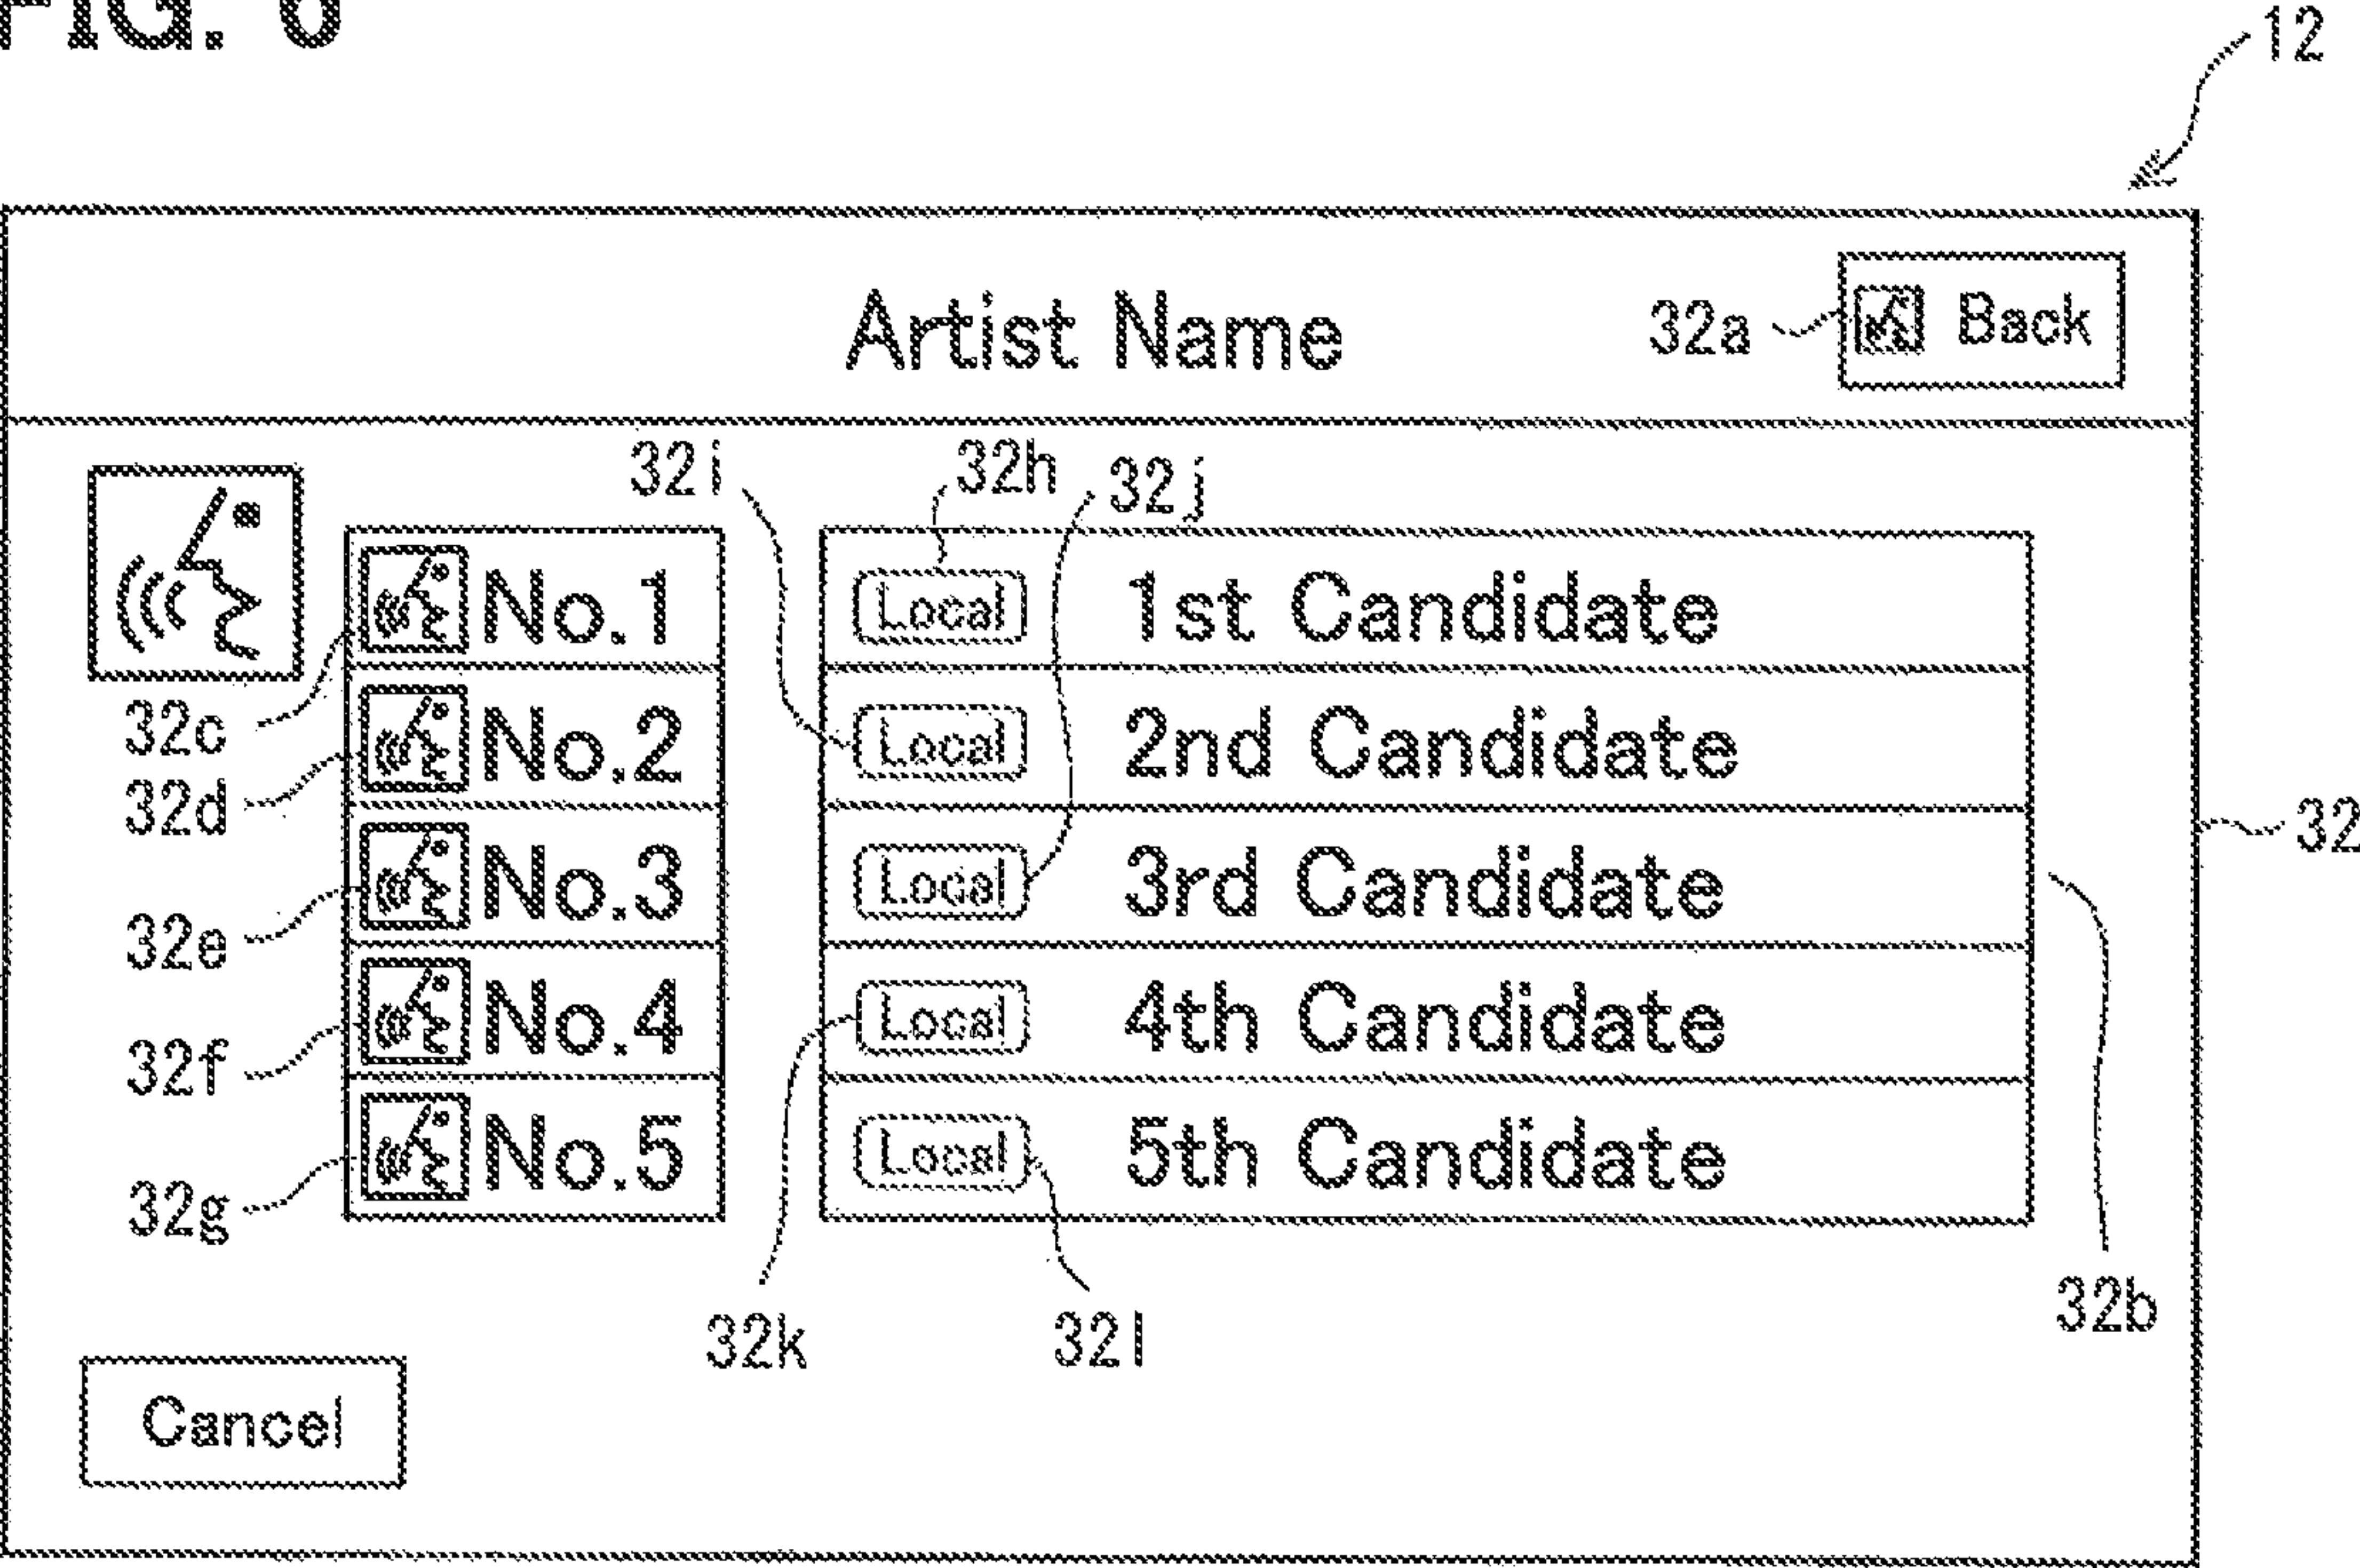 FIG. 6
12
Artist Name
32a
Back
32i
32h
32j
No.1
Local
1st Candidate
32c
No.2
Local
2nd Candidate
32d
32
No.3
Local
3rd Candidate
32e
No.4
Local
4th Candidate
32f
No.5
Local
5th Candidate
32g
32b
32k
32l
Cancel